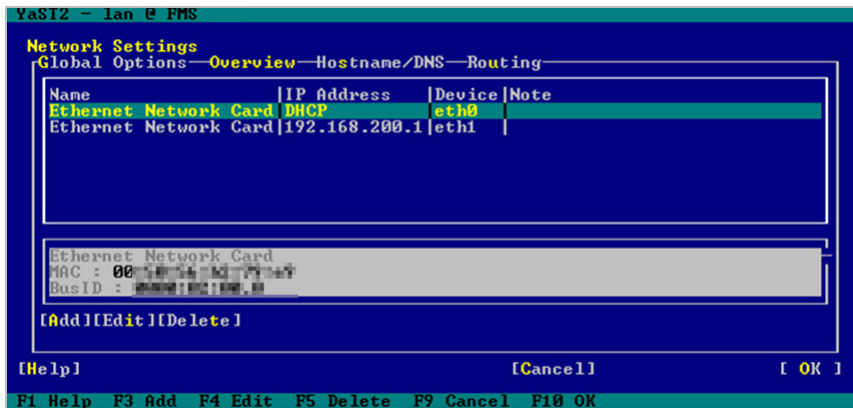 YaST2 - lan @ FMS
Network Settings
Global Options—Overview—Hostname/DNS—Routing
Name |IP Address |Device|Note
Ethernet Network Card|DHCP |eth0 |
Ethernet Network Card|192.168.200.1|eth1 |
Ethernet Network Card
MAC : 00
BusID :
[Add][Edit][Delete]
[Help] [Cancel] [ OK ]
F1 Help F3 Add F4 Edit F5 Delete F9 Cancel F10 OK